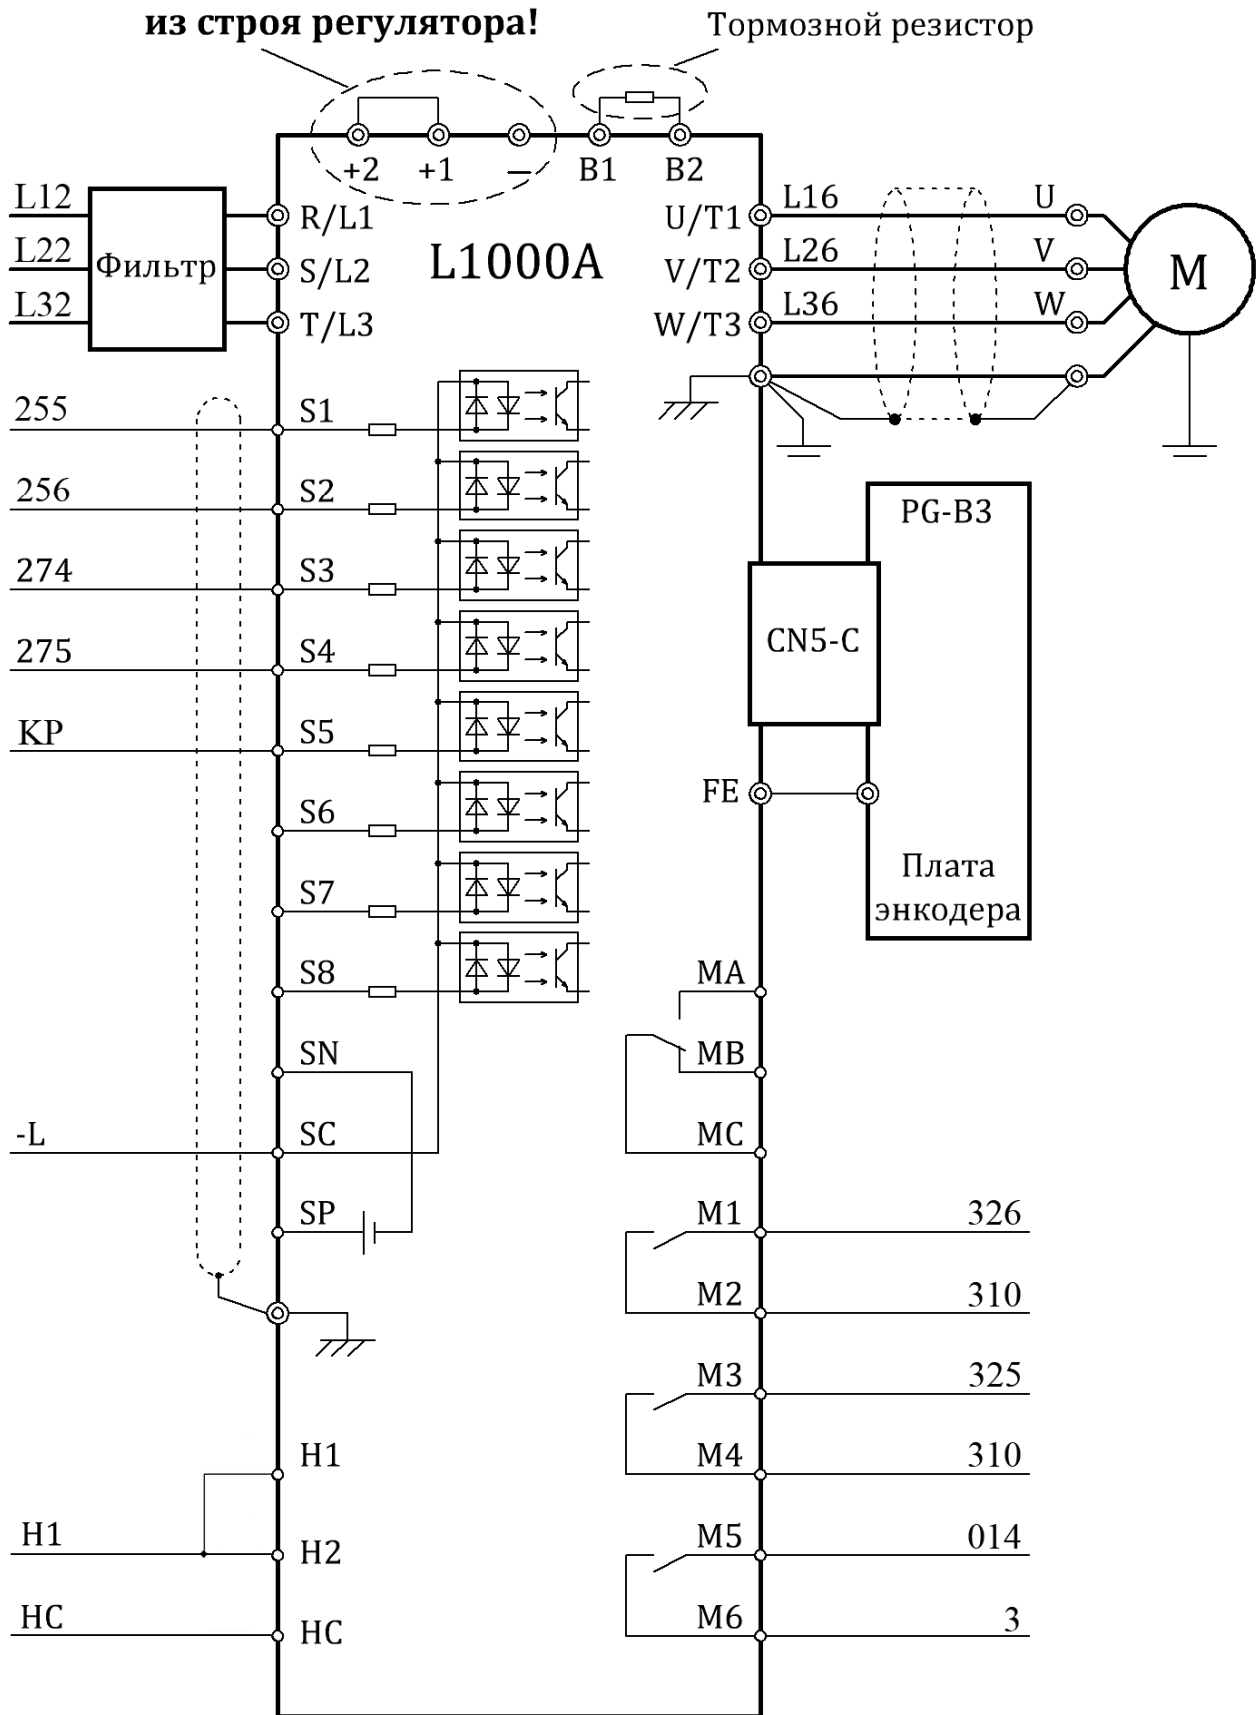 из строя регулятора!
Тормозной резистор
+2
+1
−
B1
B2
L12
L22
L32
Фильтр
R/L1
S/L2
T/L3
L1000A
U/T1
V/T2
W/T3
L16
L26
L36
U
V
W
M
255
S1
256
S2
274
S3
275
S4
KP
S5
S6
S7
S8
SN
-L
SC
SP
PG-B3
CN5-C
FE
Плата
энкодера
MA
MB
MC
M1
326
M2
310
M3
325
M4
310
M5
014
M6
3
H1
H1
H2
HC
HC